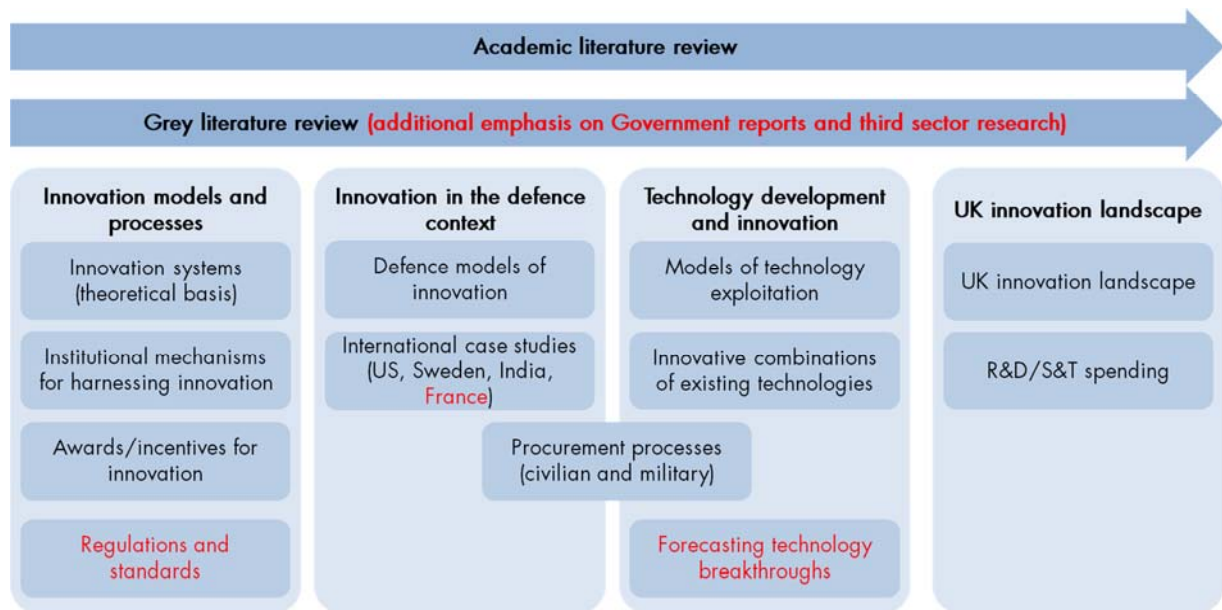 Academic literature review
Grey literature review (additional emphasis on Government reports and third sector research)
Innovation models and
processes
Innovation systems
(theoretical basis)
Institutional mechanisms
for harnessing innovation
Awards/incentives for
innovation
Regulations and
standards
Innovation in the defence
context
Defence models of
innovation
International case studies
(US, Sweden, India,
France)
Procurement processes
(civilian and military)
Technology development
and innovation
Models of technology
exploitation
Innovative combinations
of existing technologies
Forecasting technology
breakthroughs
UK innovation landscape
UK innovation landscape
R&D/S&T spending